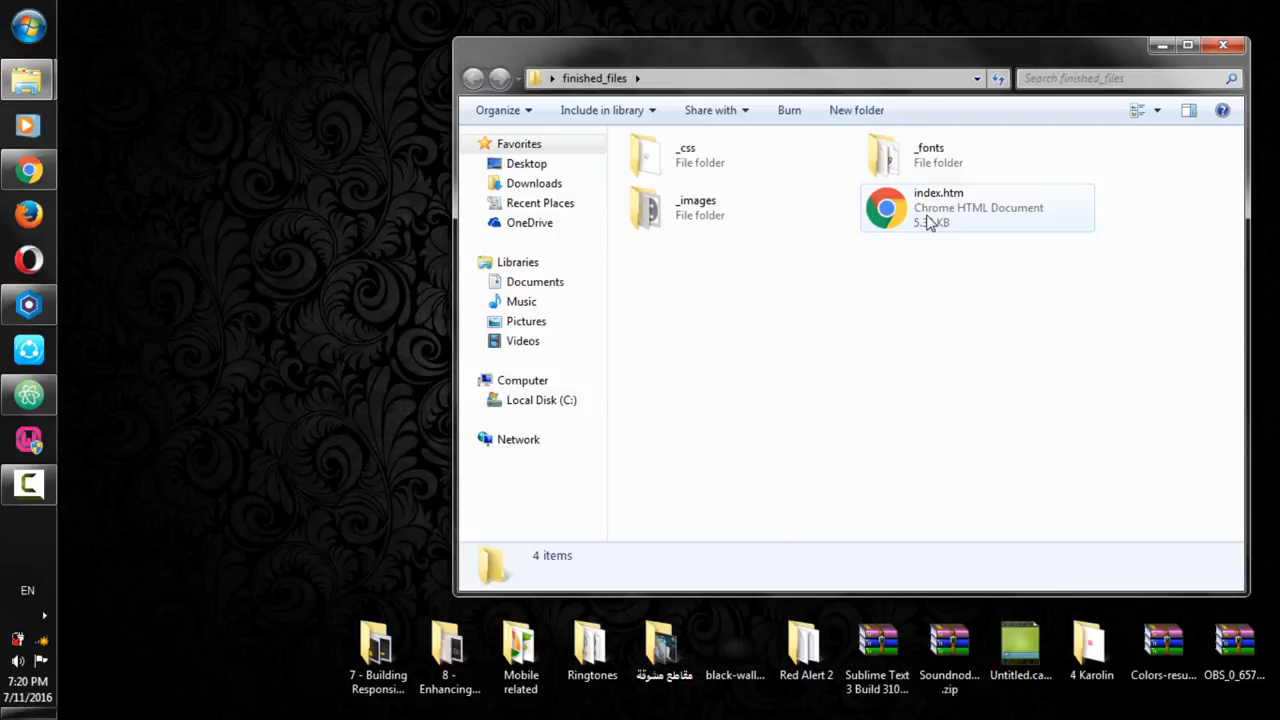 finished_files
Search finished_files
Organize
Include in library
Share with
Burn
New folder
Favorites
Desktop
Downloads
Recent Places
OneDrive
Libraries
Documents
Music
Pictures
Videos
Computer
Local Disk (C:)
Network
_css
File folder
_fonts
File folder
_images
File folder
index.htm
Chrome HTML Document
KB
4 items
EN
7:20 PM
7/11/2016
7 - Building
Responsi...
8 -
Enhancing...
Mobile
related
Ringtones
مقاطع مشوقة
black-wall...
Red Alert 2
Sublime Text
3 Build 310...
Soundnod...
.zip
Untitled.ca...
4 Karolin
Colors-resu...
OBS_0_657...